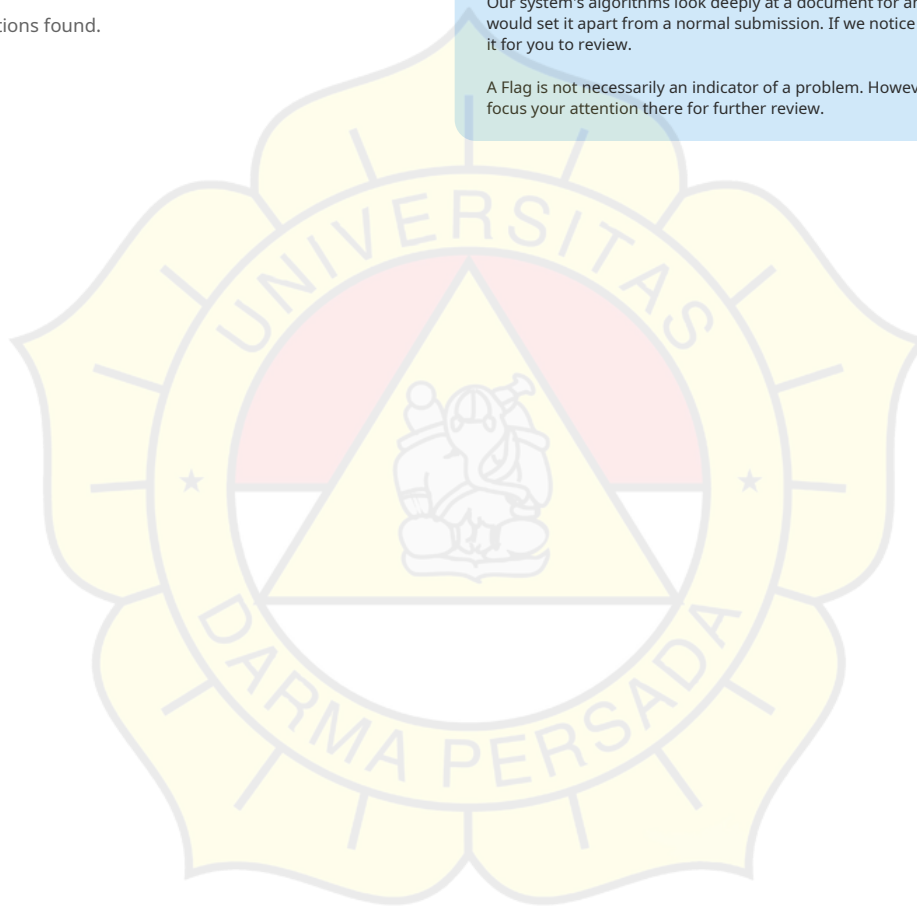 tions found.
Our system's algorithms look deeply at a document for an
would set it apart from a normal submission. If we notice
it for you to review.
A Flag is not necessarily an indicator of a problem. Howev
focus your attention there for further review.
UNIVERSITAS
DARMA PERSADA